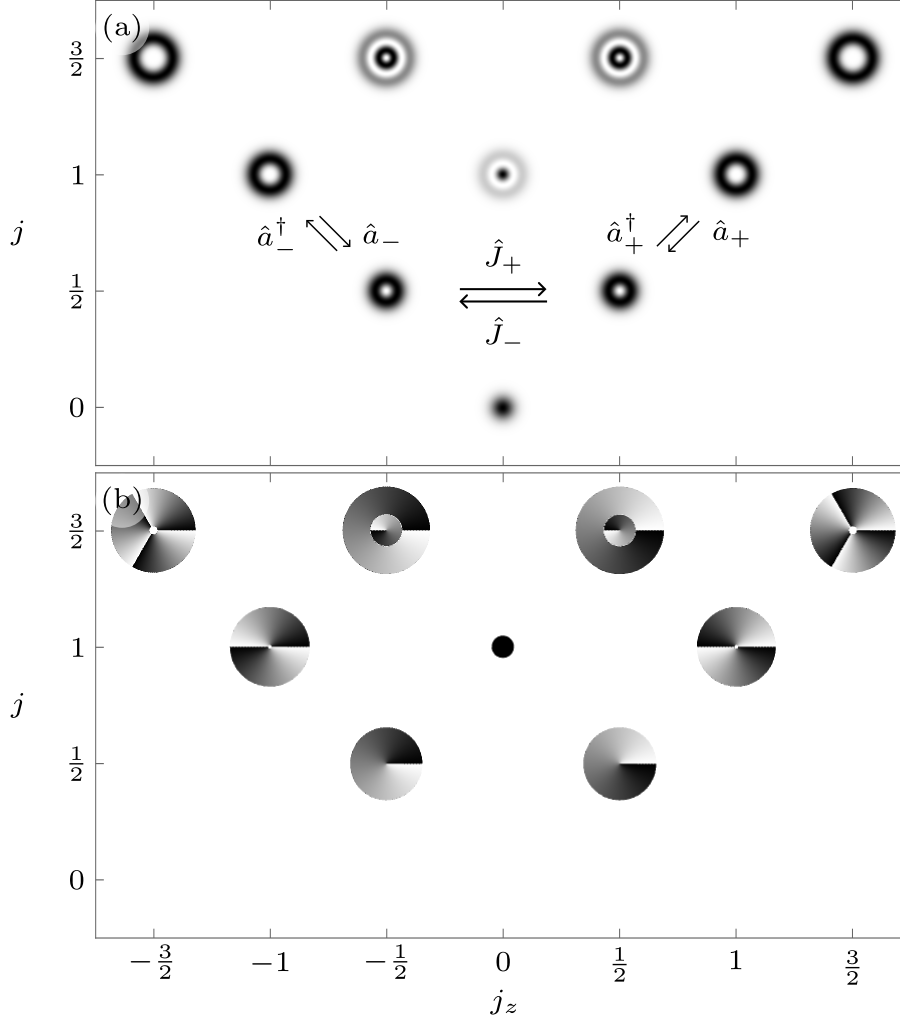 (a)
3/2
1
j
1/2
0
â†₋ â₋
Ĵ₊
Ĵ₋
â†₊ â₊
(b)
3/2
1
j
1/2
0
−3/2 −1 −1/2 0 1/2 1 3/2
j_z